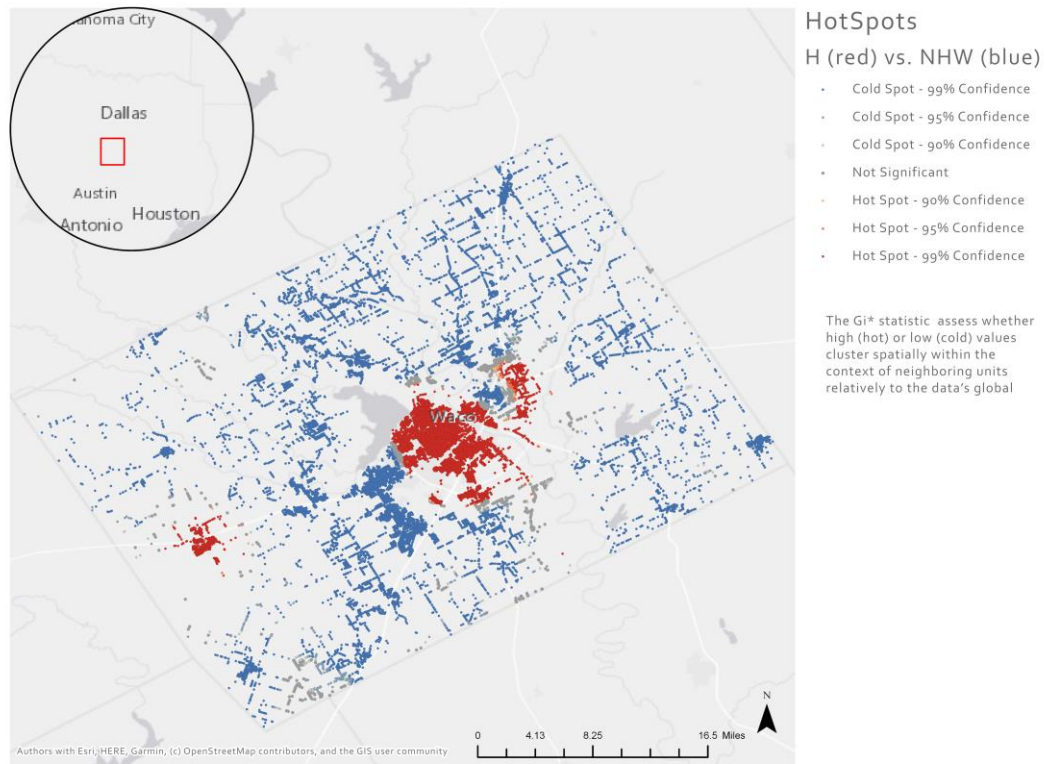 ahoma City
Dallas
Austin
Antonio
Houston
Waco
Authors with Esri, HERE, Garmin, (c) OpenStreetMap contributors, and the GIS user community
0 4.13 8.25 16.5 Miles
N
HotSpots
H (red) vs. NHW (blue)
Cold Spot - 99% Confidence
Cold Spot - 95% Confidence
Cold Spot - 90% Confidence
Not Significant
Hot Spot - 90% Confidence
Hot Spot - 95% Confidence
Hot Spot - 99% Confidence
The Gi* statistic assess whether
high (hot) or low (cold) values
cluster spatially within the
context of neighboring units
relatively to the data's global